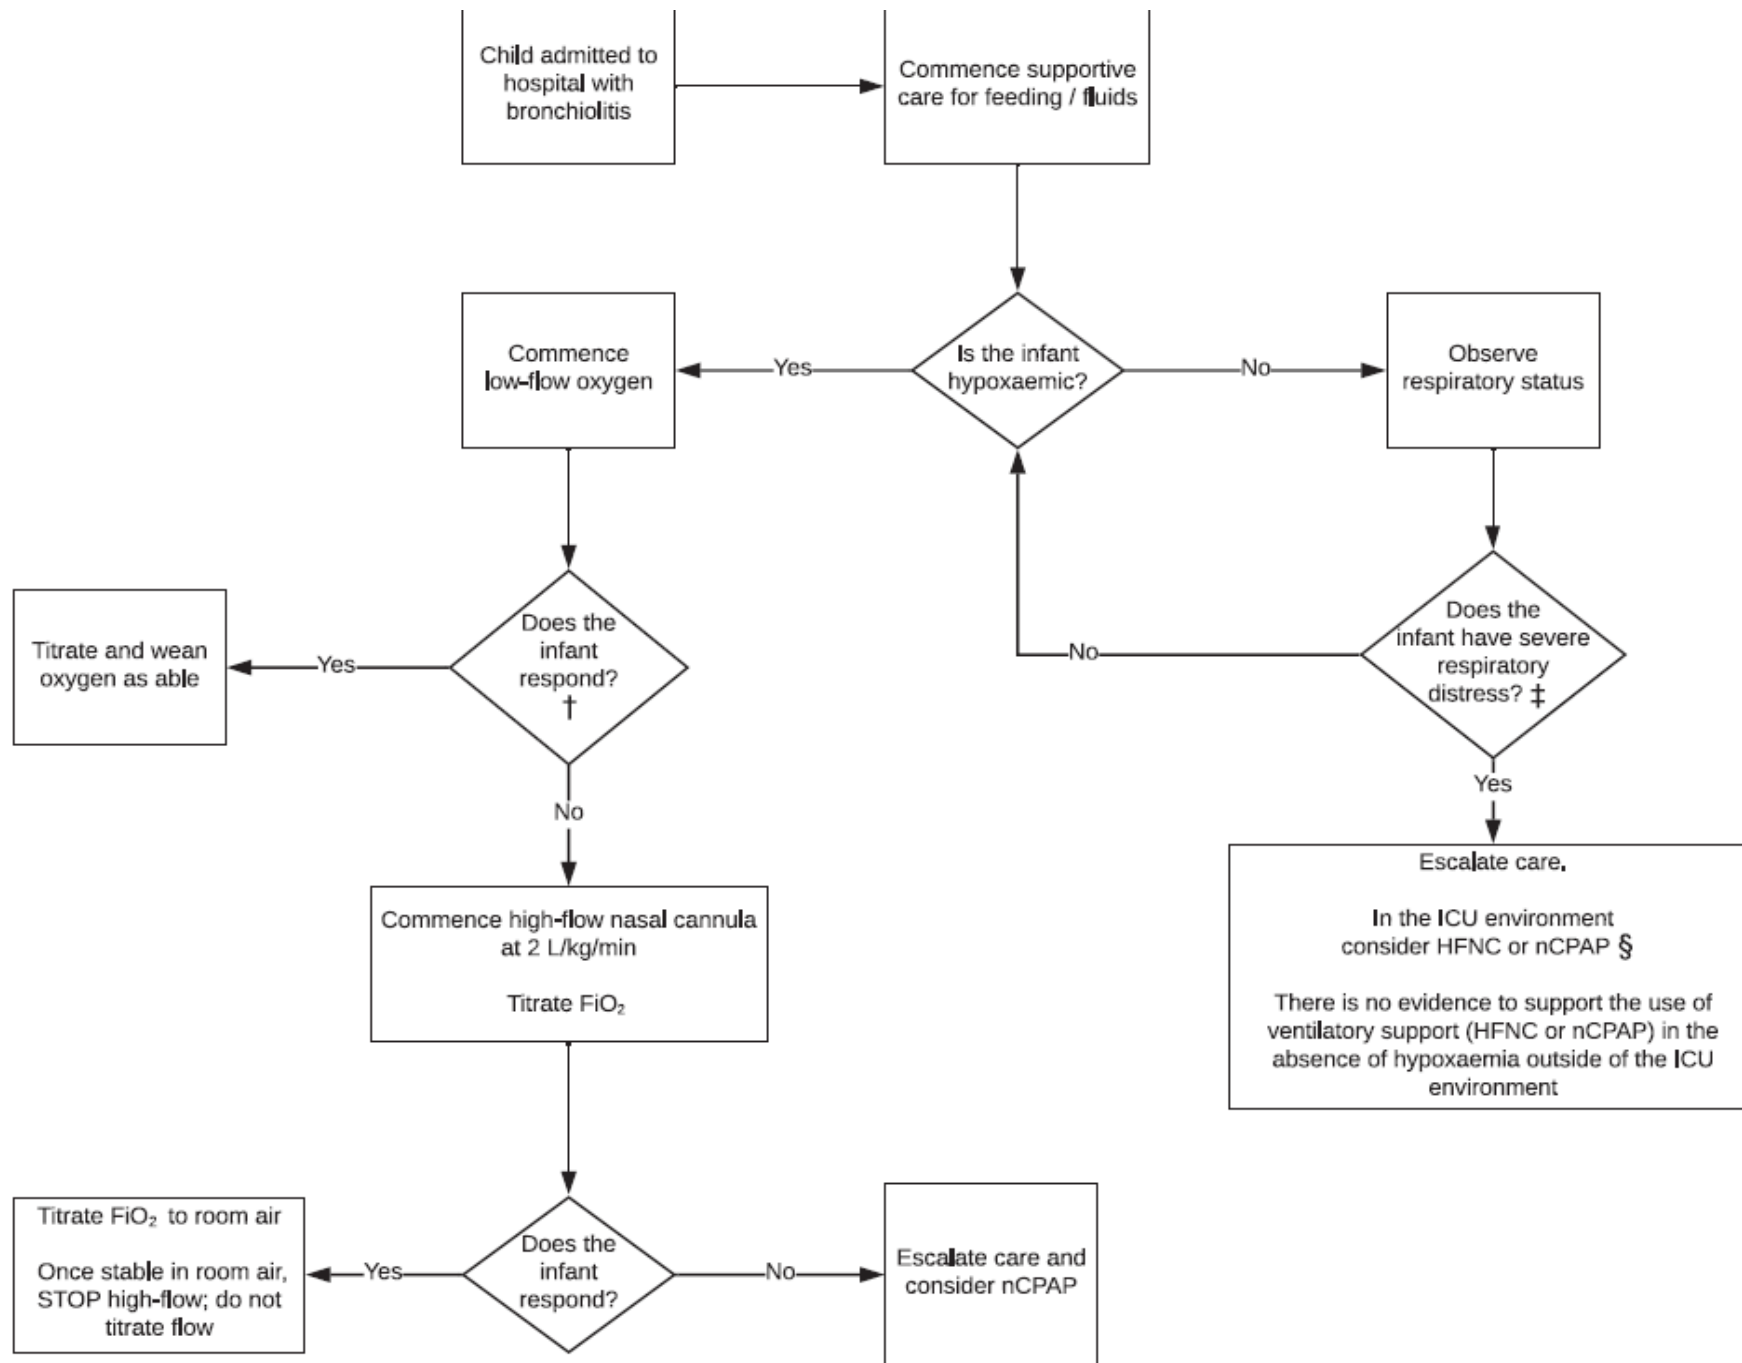 Child admitted to
hospital with
bronchiolitis
Commence supportive
care for feeding / fluids
Is the infant
hypoxaemic?
Yes
No
Commence
low-flow oxygen
Observe
respiratory status
Does the
infant
respond?
†
Yes
Titrate and wean
oxygen as able
No
Does the
infant have severe
respiratory
distress? ‡
No
Yes
Commence high-flow nasal cannula
at 2 L/kg/min
Titrate FiO₂
Escalate care.
In the ICU environment
consider HFNC or nCPAP §
There is no evidence to support the use of
ventilatory support (HFNC or nCPAP) in the
absence of hypoxaemia outside of the ICU
environment
Does the
infant
respond?
Yes
Titrate FiO₂ to room air
Once stable in room air,
STOP high-flow; do not
titrate flow
No
Escalate care and
consider nCPAP